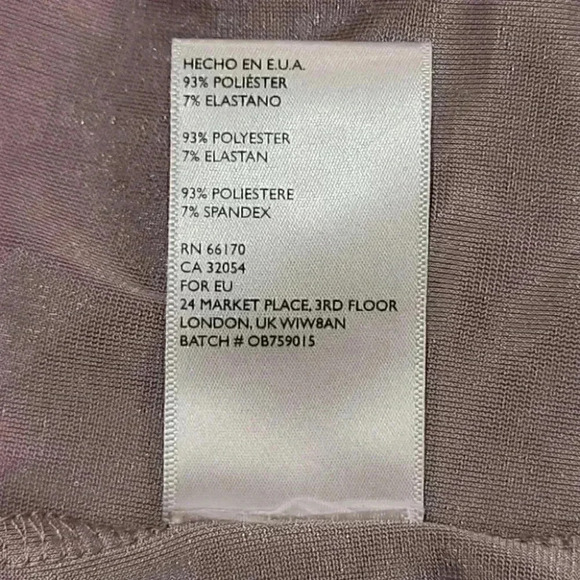 HECHO EN E.U.A.
93% POLIÉSTER
7% ELASTANO
93% POLYESTER
7% ELASTAN
93% POLIESTERE
7% SPANDEX
RN 66170
CA 32054
FOR EU
24 MARKET PLACE, 3RD FLOOR
LONDON, UK WIW8AN
BATCH # OB759015